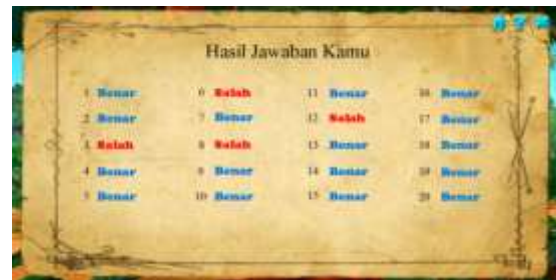 Hasil Jawaban Kamu
1 Benar 6 Salah 11 Benar 16 Benar
2 Benar 7 Benar 12 Salah 17 Benar
3 Salah 8 Salah 13 Benar 18 Benar
4 Benar 9 Benar 14 Benar 19 Benar
5 Benar 10 Benar 15 Benar 20 Benar